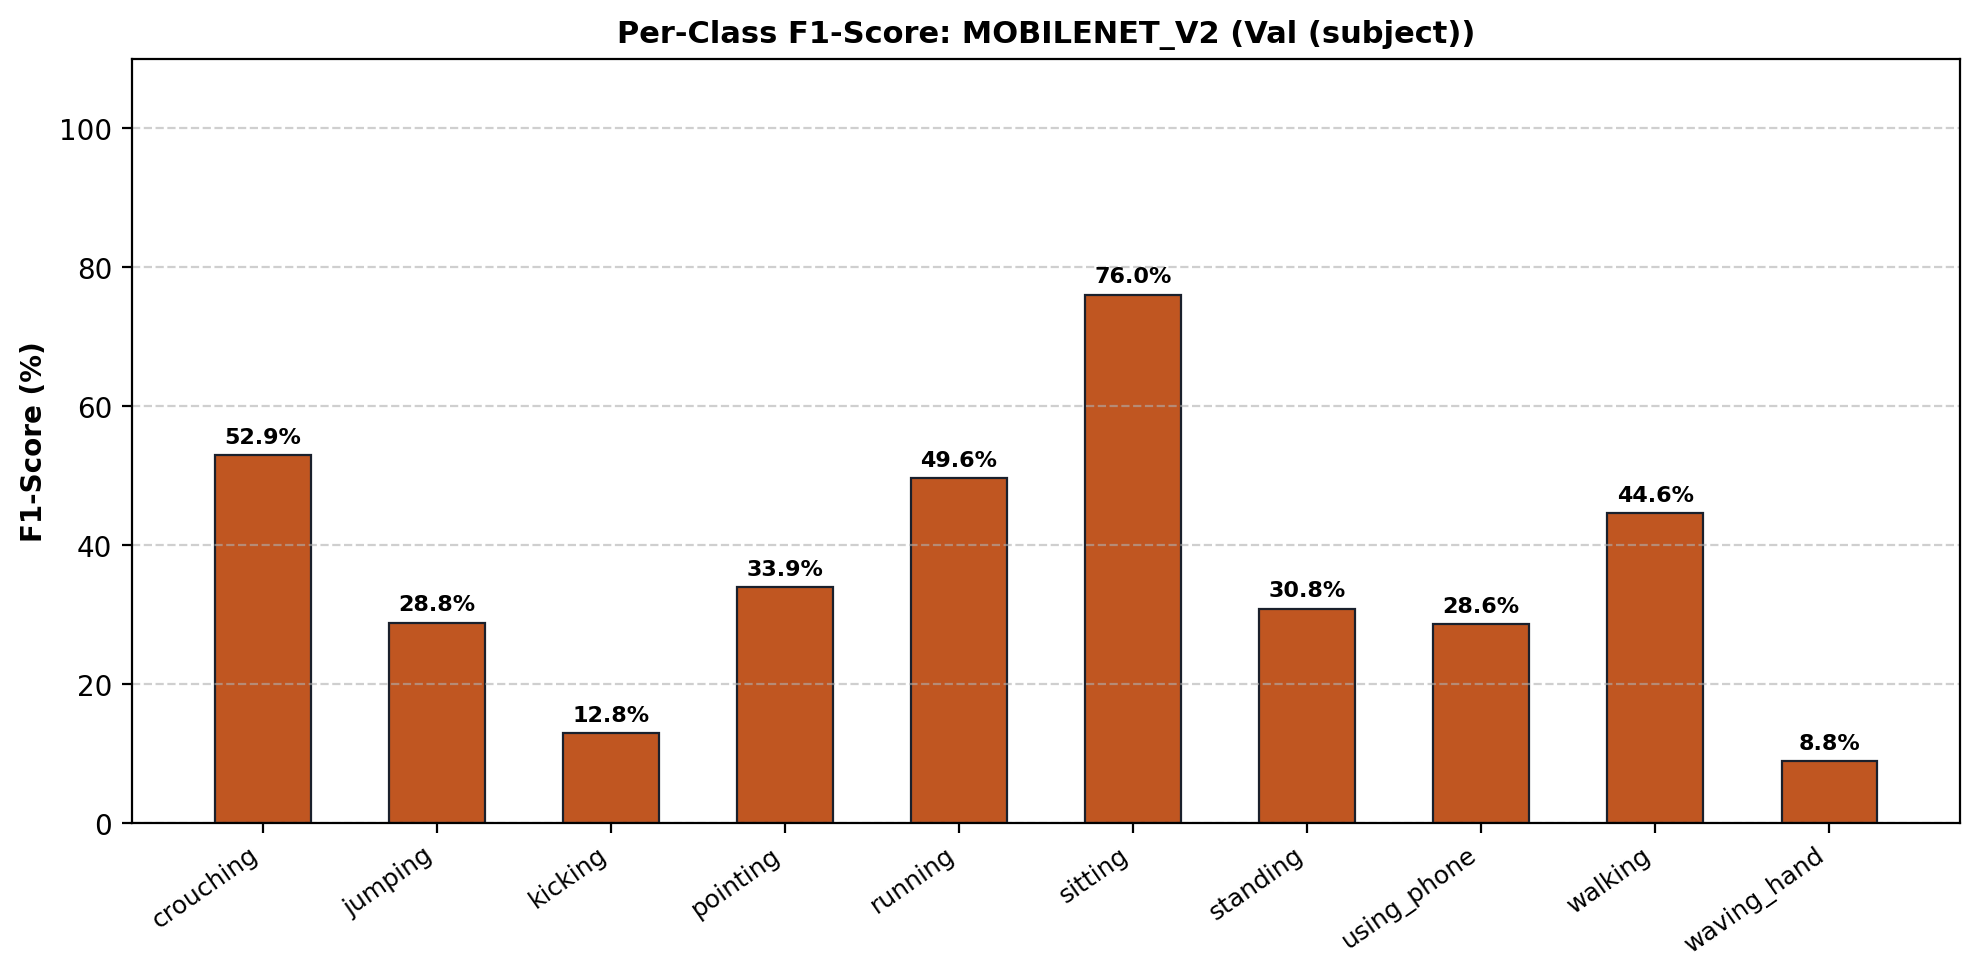 Per-Class F1-Score: MOBILENET_V2 (Val (subject))
F1-Score (%)
100
80
60
40
20
0
52.9%
28.8%
12.8%
33.9%
49.6%
76.0%
30.8%
28.6%
44.6%
8.8%
crouching
jumping
kicking
pointing
running
sitting
standing
using_phone
walking
waving_hand